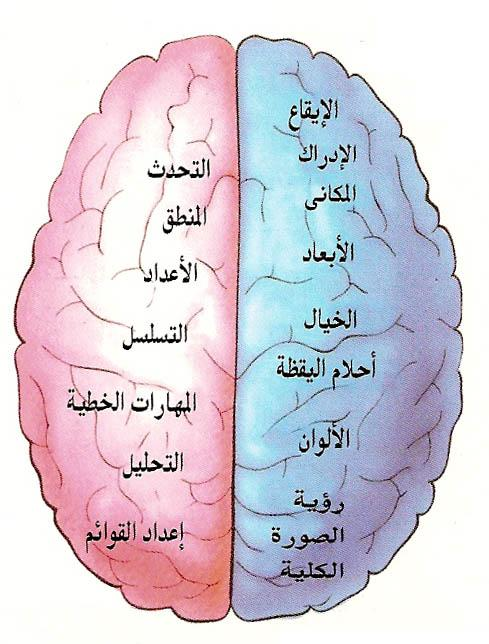 الإيقاع
الإدراك
المكانى
الأبعاد
الخيال
أحلام اليقظة
الألوان
رؤية
الصورة
الكلية
التحدث
المنطق
الأعداد
التسلسل
المهارات الخطية
التحليل
إعداد القوائم